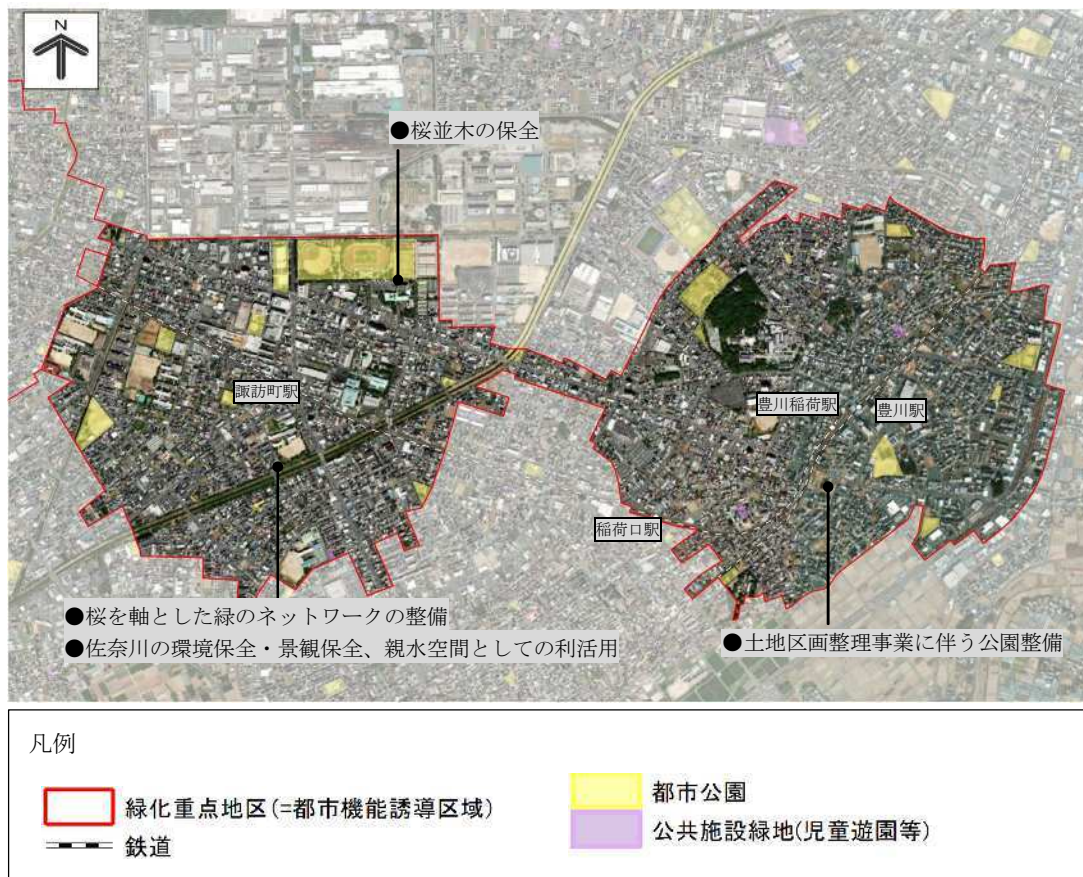 N
●桜並木の保全
諏訪町駅
豊川稲荷駅
豊川駅
稲荷口駅
●桜を軸とした緑のネットワークの整備
●佐奈川の環境保全・景観保全、親水空間としての利活用
●土地区画整理事業に伴う公園整備
凡例
緑化重点地区(=都市機能誘導区域)
鉄道
都市公園
公共施設緑地(児童遊園等)